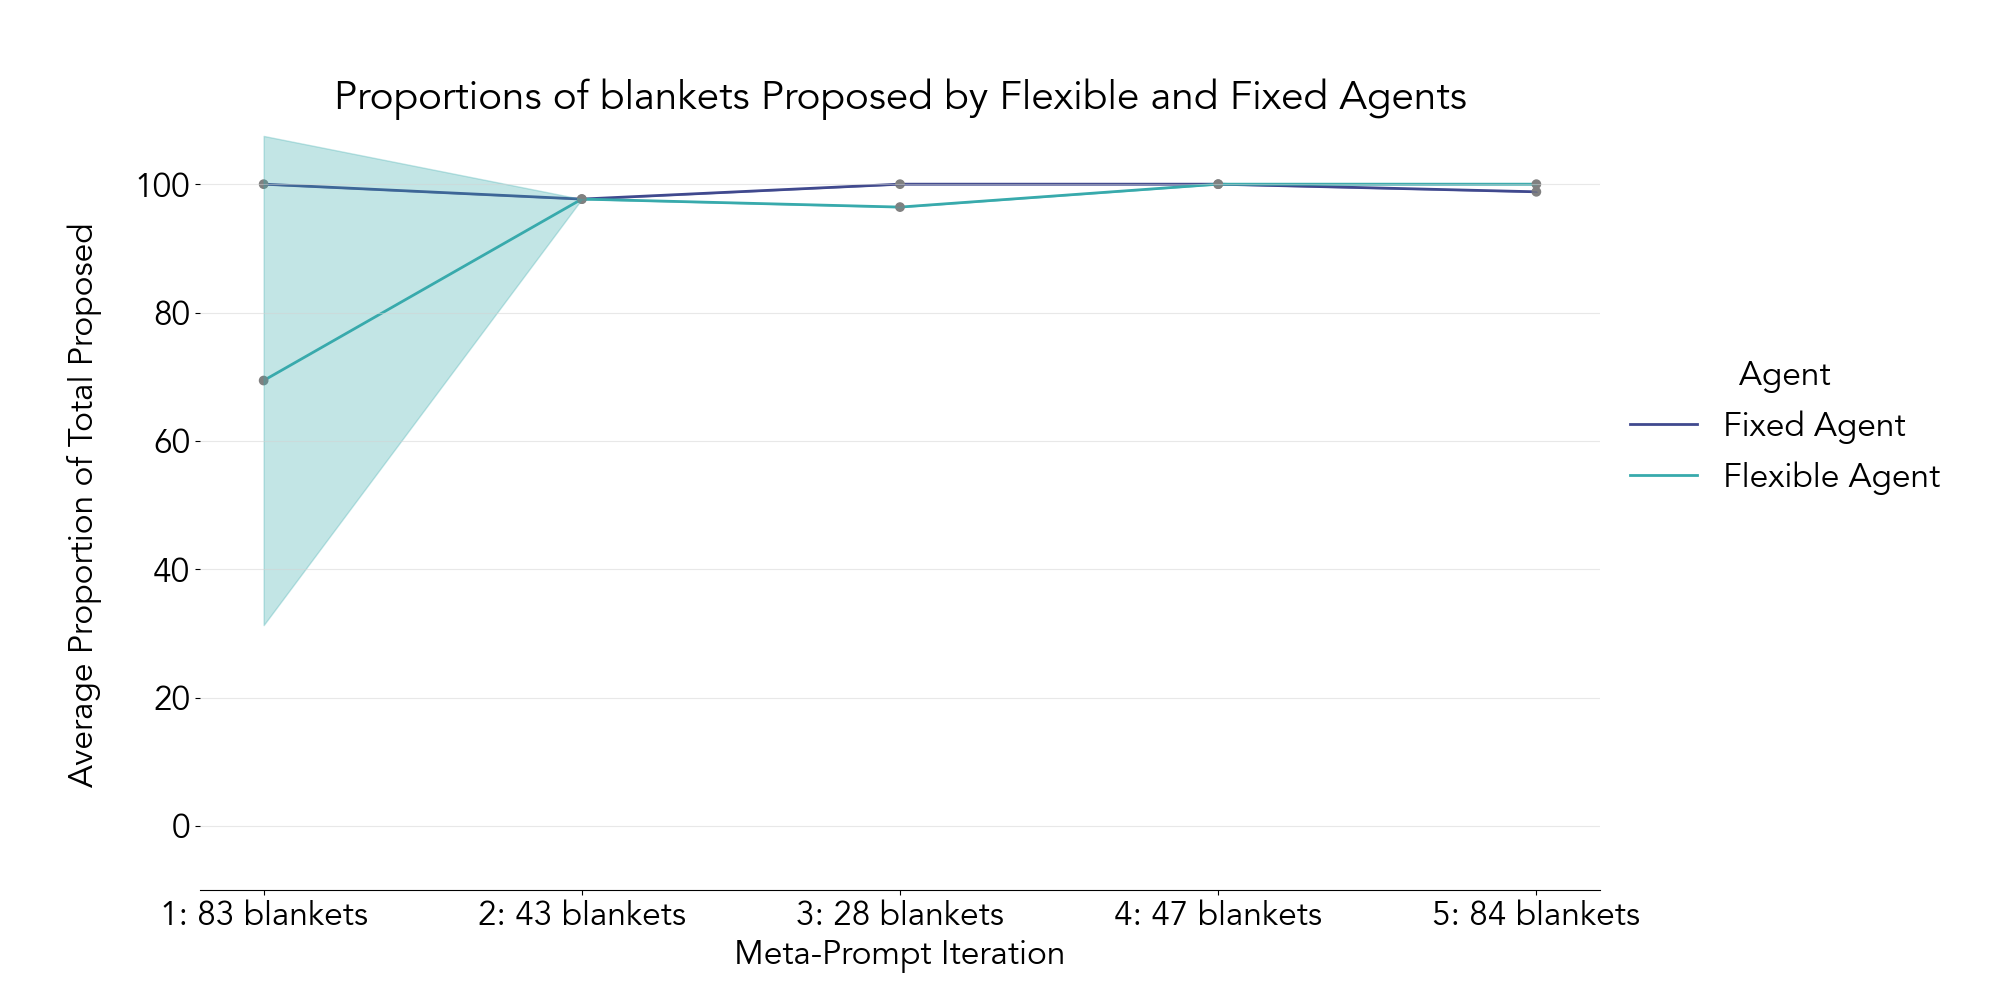 Proportions of blankets Proposed by Flexible and Fixed Agents
Average Proportion of Total Proposed
100
80
60
40
20
0
1: 83 blankets
2: 43 blankets
3: 28 blankets
4: 47 blankets
5: 84 blankets
Meta-Prompt Iteration
Agent
Fixed Agent
Flexible Agent